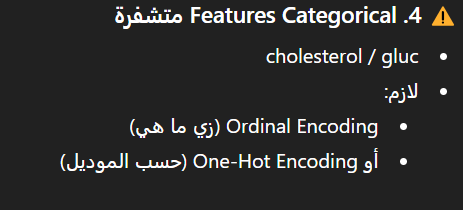 ⚠️ 4. Features Categorical متشفرة
cholesterol / gluc
لازم:
Ordinal Encoding (زي ما هي)
أو One-Hot Encoding (حسب الموديل)